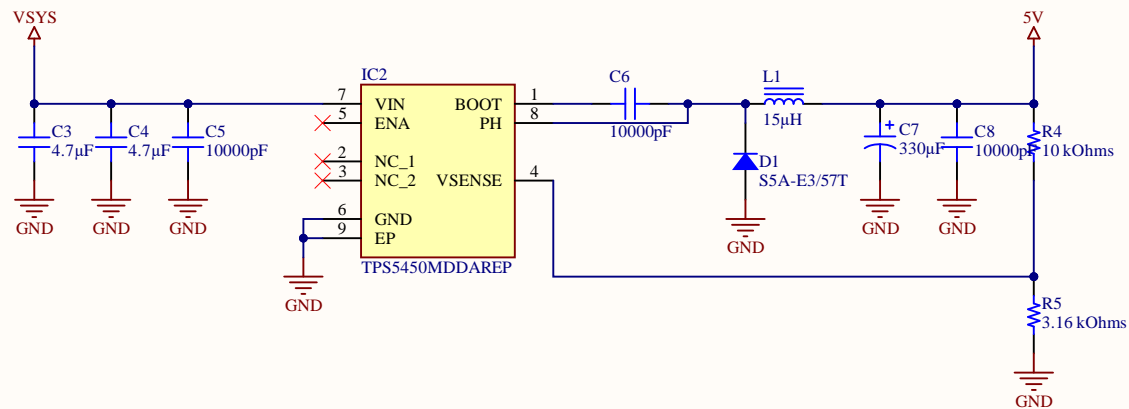 VSYS
5V
IC2
C6
L1
7
VIN
BOOT
1
5
ENA
PH
8
10000pF
15µH
C3
4.7µF
C4
4.7µF
C5
10000pF
2
NC_1
3
NC_2
VSENSE
4
D1
S5A-E3/57T
C7
330µF
C8
10000pF
R4
10 kOhms
6
GND
9
EP
GND
GND
GND
GND
GND
GND
TPS5450MDDAREP
GND
R5
3.16 kOhms
GND